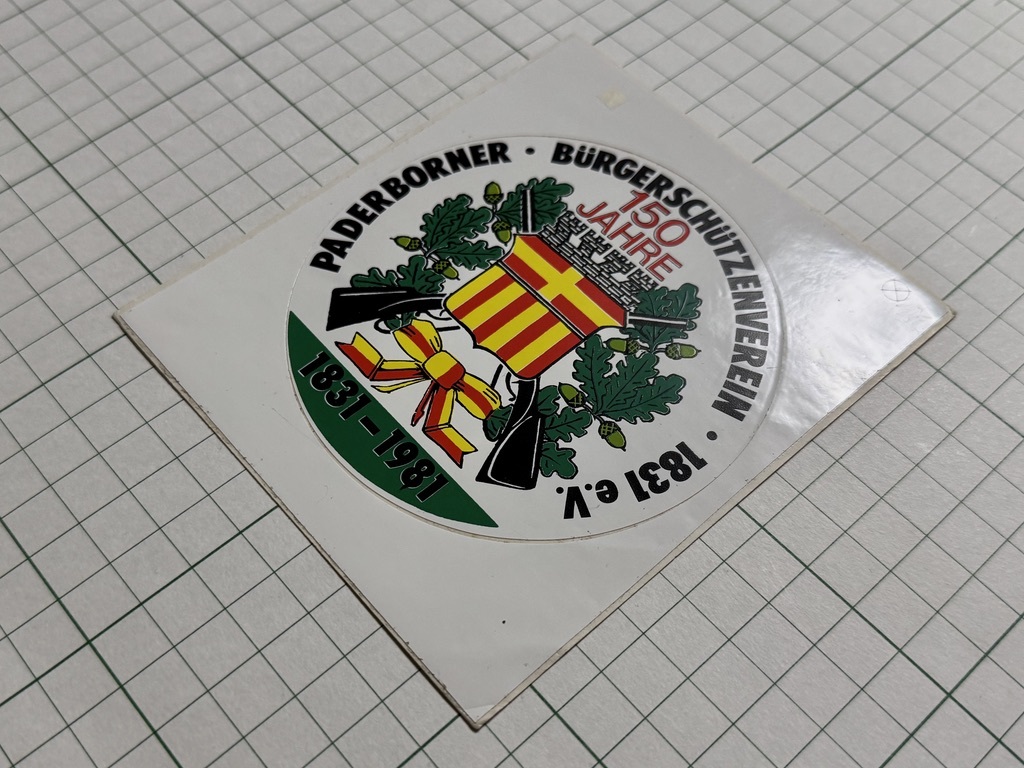 PADERBORNER · BÜRGERSCHÜTZENVEREIN · 1831 e.V.
150
JAHRE
1831–1981